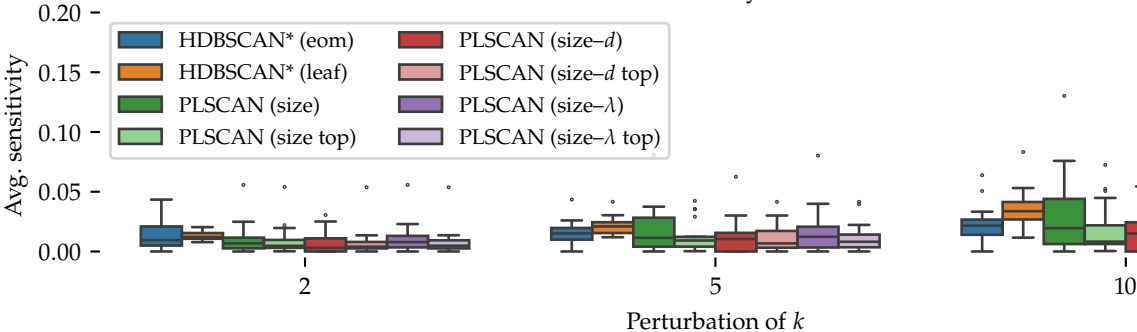 0.20
0.15
0.10
0.05
0.00
Avg. sensitivity
HDBSCAN* (eom)
HDBSCAN* (leaf)
PLSCAN (size)
PLSCAN (size top)
PLSCAN (size–d)
PLSCAN (size–d top)
PLSCAN (size–λ)
PLSCAN (size–λ top)
2
5
10
Perturbation of k